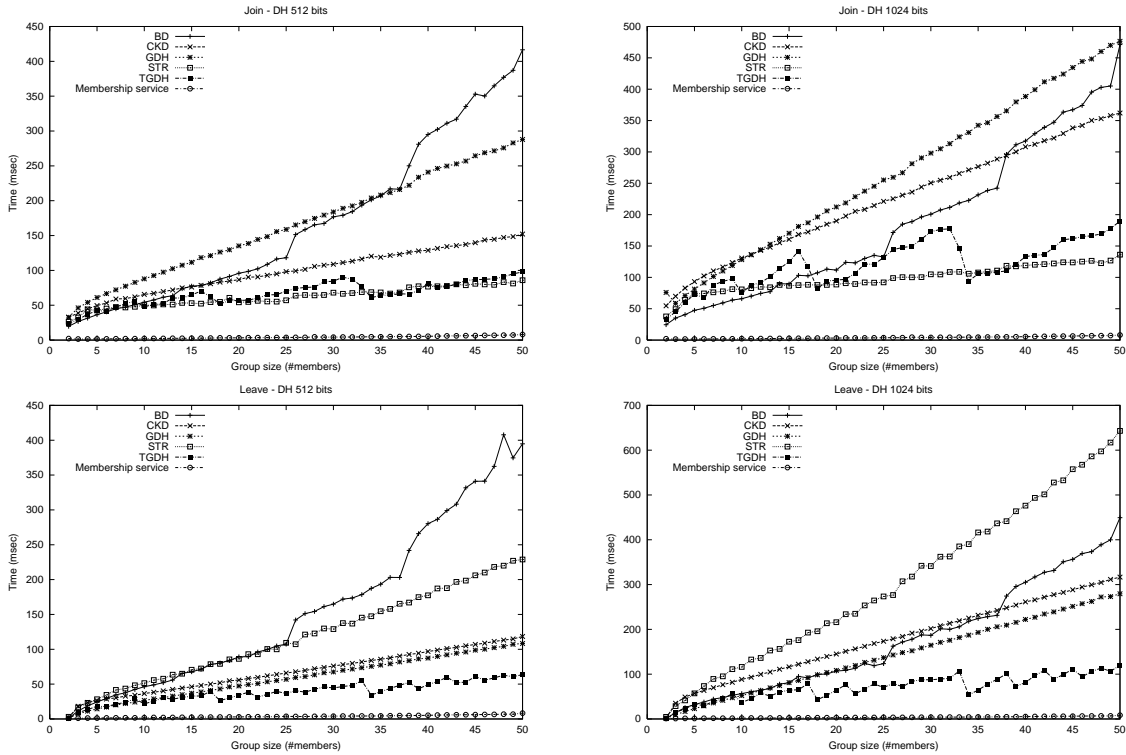 Join - DH 512 bits
450
400
350
300
250
200
150
100
50
0
Time (msec)
BD
CKD
GDH
STR
TGDH
Membership service
0 5 10 15 20 25 30 35 40 45 50
Group size (#members)
Join - DH 1024 bits
500
450
400
350
300
250
200
150
100
50
0
Time (msec)
BD
CKD
GDH
STR
TGDH
Membership service
0 5 10 15 20 25 30 35 40 45 50
Group size (#members)
Leave - DH 512 bits
450
400
350
300
250
200
150
100
50
0
Time (msec)
BD
CKD
GDH
STR
TGDH
Membership service
0 5 10 15 20 25 30 35 40 45 50
Group size (#members)
Leave - DH 1024 bits
700
600
500
400
300
200
100
0
Time (msec)
BD
CKD
GDH
STR
TGDH
Membership service
0 5 10 15 20 25 30 35 40 45 50
Group size (#members)